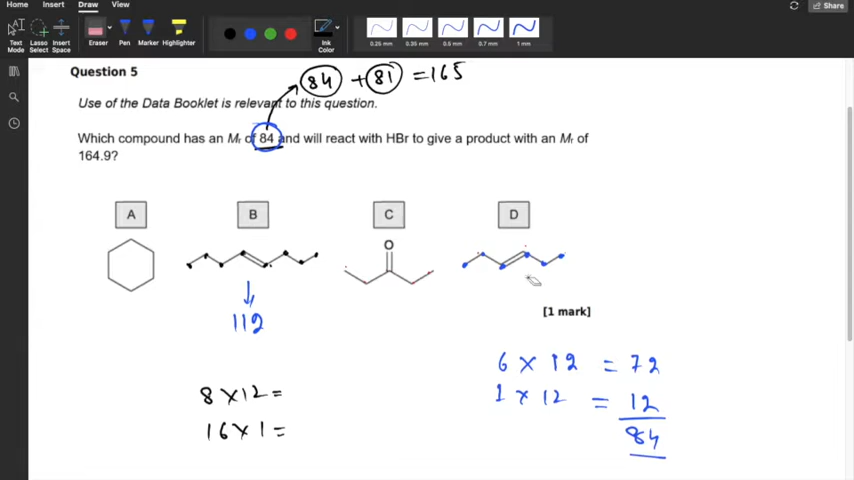 Home Insert Draw View
Share
Text Mode
Lasso Select
Insert Space
Eraser
Pen
Marker
Highlighter
Ink Color
0.25 mm
0.35 mm
0.5 mm
0.7 mm
1 mm
Question 5
84 + 81 = 165
Use of the Data Booklet is relevant to this question.
Which compound has an Mr of 84 and will react with HBr to give a product with an Mr of
164.9?
A B C D
O
112
[1 mark]
6 × 12 = 72
1 × 12 = 12
84
8 × 12 =
16 × 1 =